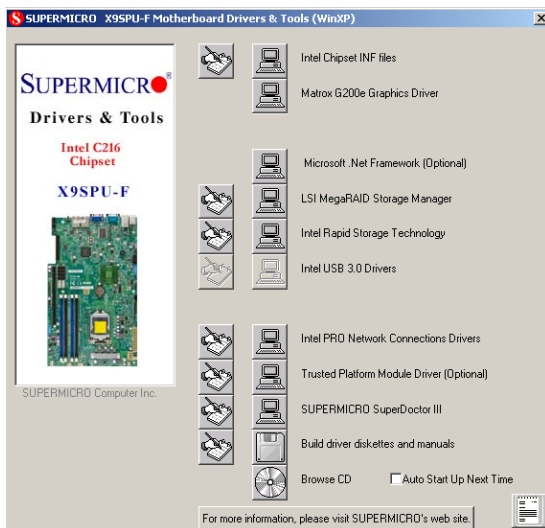 SUPERMICRO X9SPU-F Motherboard Drivers & Tools (WinXP)
SUPERMICRO
Drivers & Tools
Intel C216
Chipset
X9SPU-F
SUPERMICRO Computer Inc.
Intel Chipset INF files
Matrox G200e Graphics Driver
Microsoft .Net Framework (Optional)
LSI MegaRAID Storage Manager
Intel Rapid Storage Technology
Intel USB 3.0 Drivers
Intel PRO Network Connections Drivers
Trusted Platform Module Driver (Optional)
SUPERMICRO SuperDoctor III
Build driver diskettes and manuals
Browse CD
Auto Start Up Next Time
For more information, please visit SUPERMICRO's web site.